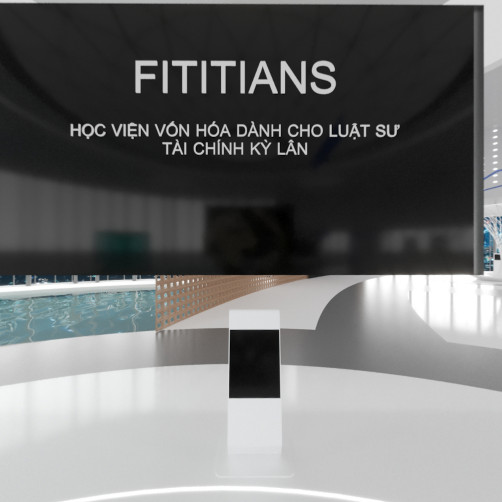 FITITIANS
HỌC VIỆN VỐN HÓA DÀNH CHO LUẬT SƯ
TÀI CHÍNH KỲ LÂN